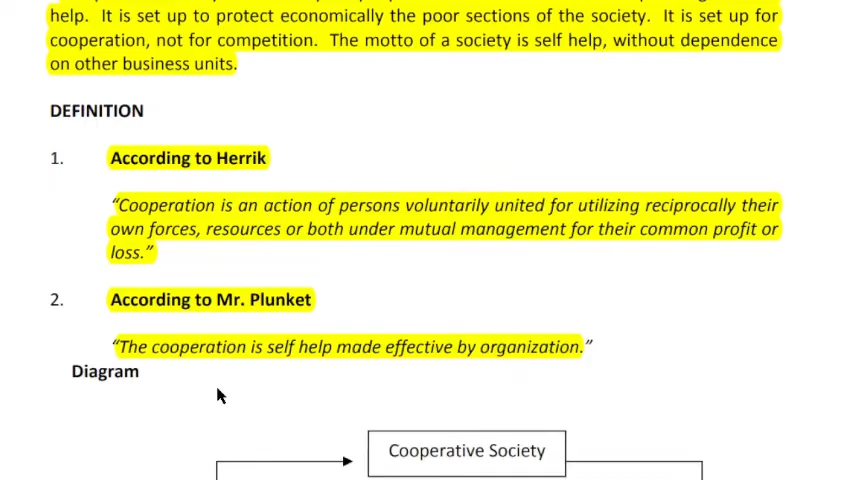 help. It is set up to protect economically the poor sections of the society. It is set up for
cooperation, not for competition. The motto of a society is self help, without dependence
on other business units.
DEFINITION
1. According to Herrik
“Cooperation is an action of persons voluntarily united for utilizing reciprocally their
own forces, resources or both under mutual management for their common profit or
loss.”
2. According to Mr. Plunket
“The cooperation is self help made effective by organization.”
Diagram
Cooperative Society